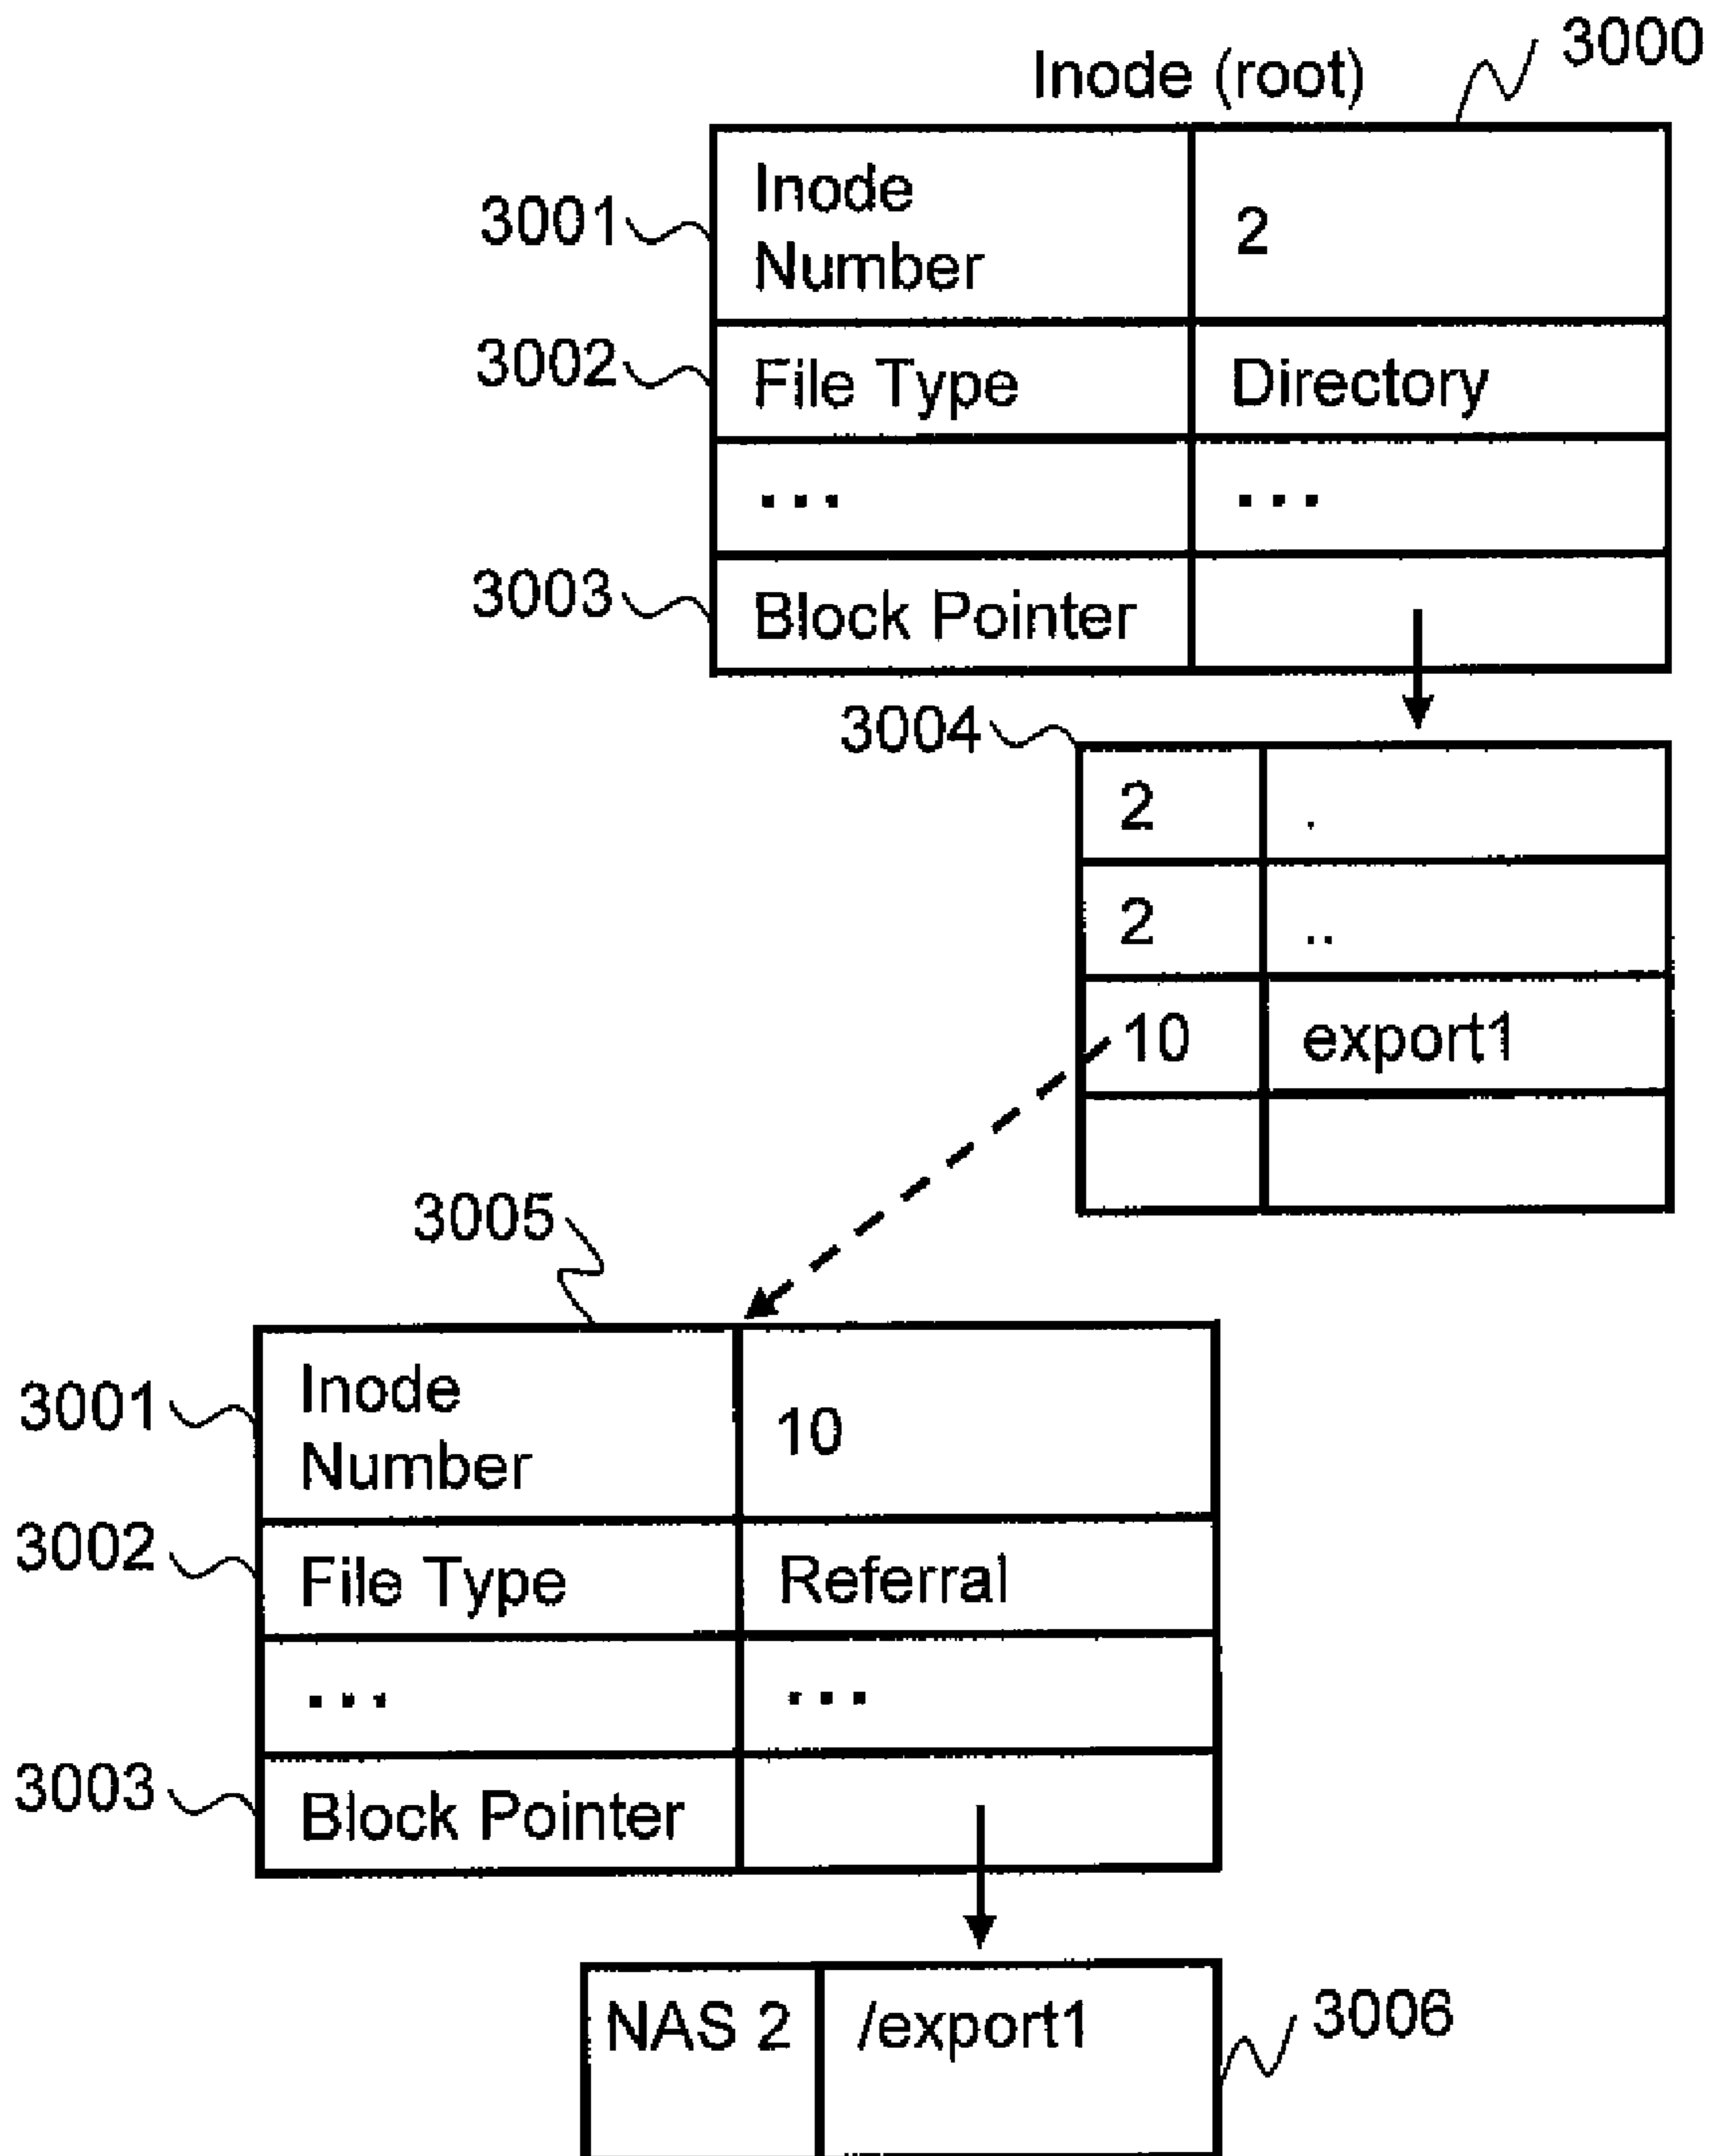 3000
Inode (root)
3001
Inode
Number
2
3002
File Type
Directory
...
...
3003
Block Pointer
3004
2
.
2
..
10
export1
3005
3001
Inode
Number
10
3002
File Type
Referral
...
...
3003
Block Pointer
NAS 2
/export1
3006